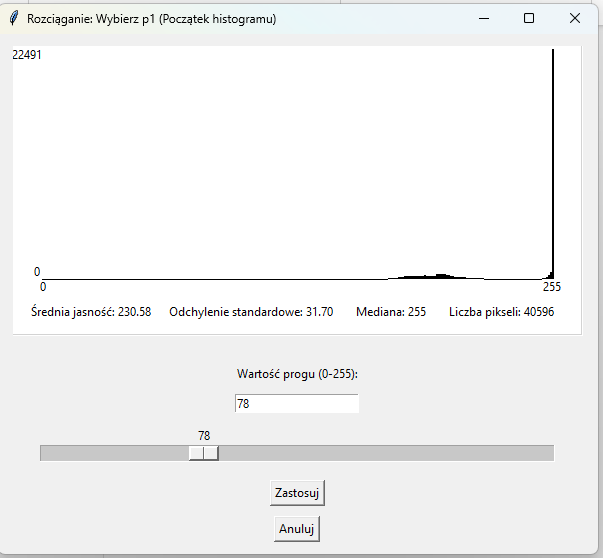 Rozciąganie: Wybierz p1 (Początek histogramu)
22491
0
0 255
Średnia jasność: 230.58 Odchylenie standardowe: 31.70 Mediana: 255 Liczba pikseli: 40596
Wartość progu (0-255):
78
78
Zastosuj
Anuluj